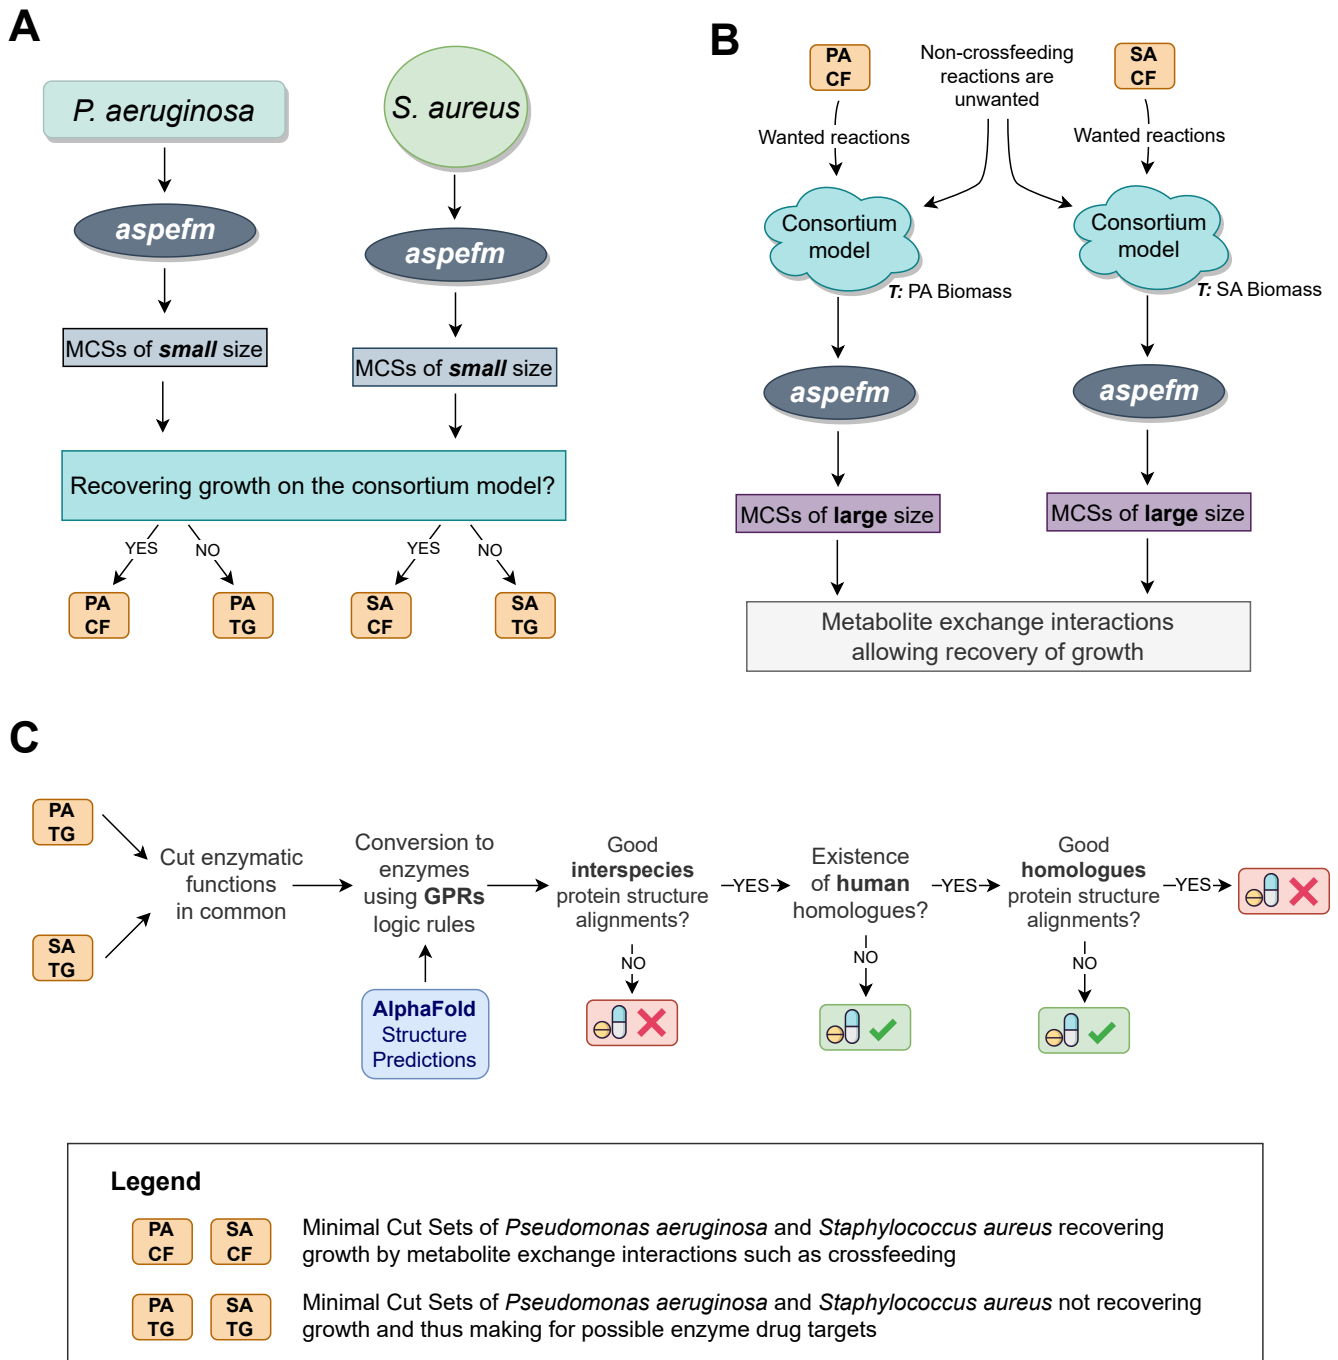 A
P. aeruginosa
S. aureus
aspefm
aspefm
MCSs of small size
MCSs of small size
Recovering growth on the consortium model?
YES
NO
YES
NO
PA
CF
PA
TG
SA
CF
SA
TG
B
PA
CF
Non-crossfeeding
reactions are
unwanted
SA
CF
Wanted reactions
Wanted reactions
Consortium
model
Consortium
model
T: PA Biomass
T: SA Biomass
aspefm
aspefm
MCSs of large size
MCSs of large size
Metabolite exchange interactions
allowing recovery of growth
C
PA
TG
SA
TG
Cut enzymatic
functions
in common
Conversion to
enzymes
using GPRs
logic rules
AlphaFold
Structure
Predictions
Good
interspecies
protein structure
alignments?
YES
NO
Existence
of human
homologues?
YES
NO
Good
homologues
protein structure
alignments?
YES
NO
Legend
PA
CF
SA
CF
Minimal Cut Sets of Pseudomonas aeruginosa and Staphylococcus aureus recovering
growth by metabolite exchange interactions such as crossfeeding
PA
TG
SA
TG
Minimal Cut Sets of Pseudomonas aeruginosa and Staphylococcus aureus not recovering
growth and thus making for possible enzyme drug targets